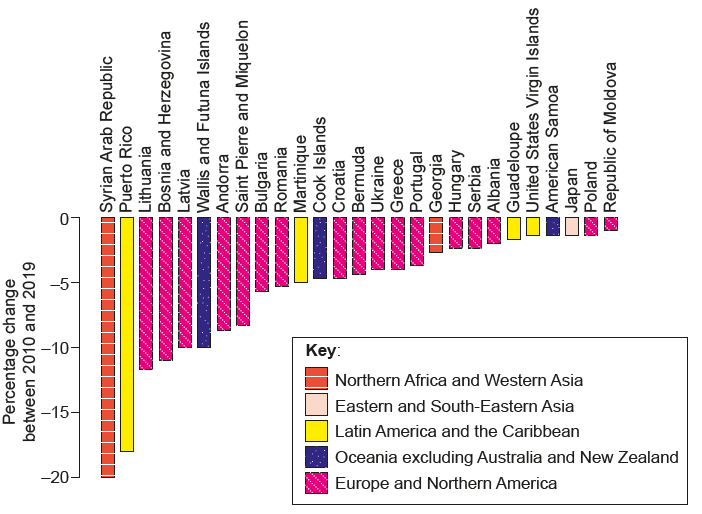 Syrian Arab Republic
Puerto Rico
Lithuania
Bosnia and Herzegovina
Latvia
Wallis and Futuna Islands
Andorra
Saint Pierre and Miquelon
Bulgaria
Romania
Martinique
Cook Islands
Croatia
Bermuda
Ukraine
Greece
Portugal
Georgia
Hungary
Serbia
Albania
Guadeloupe
United States Virgin Islands
American Samoa
Japan
Poland
Republic of Moldova
Percentage change
between 2010 and 2019
0
–5
–10
–15
–20
Key:
Northern Africa and Western Asia
Eastern and South-Eastern Asia
Latin America and the Caribbean
Oceania excluding Australia and New Zealand
Europe and Northern America